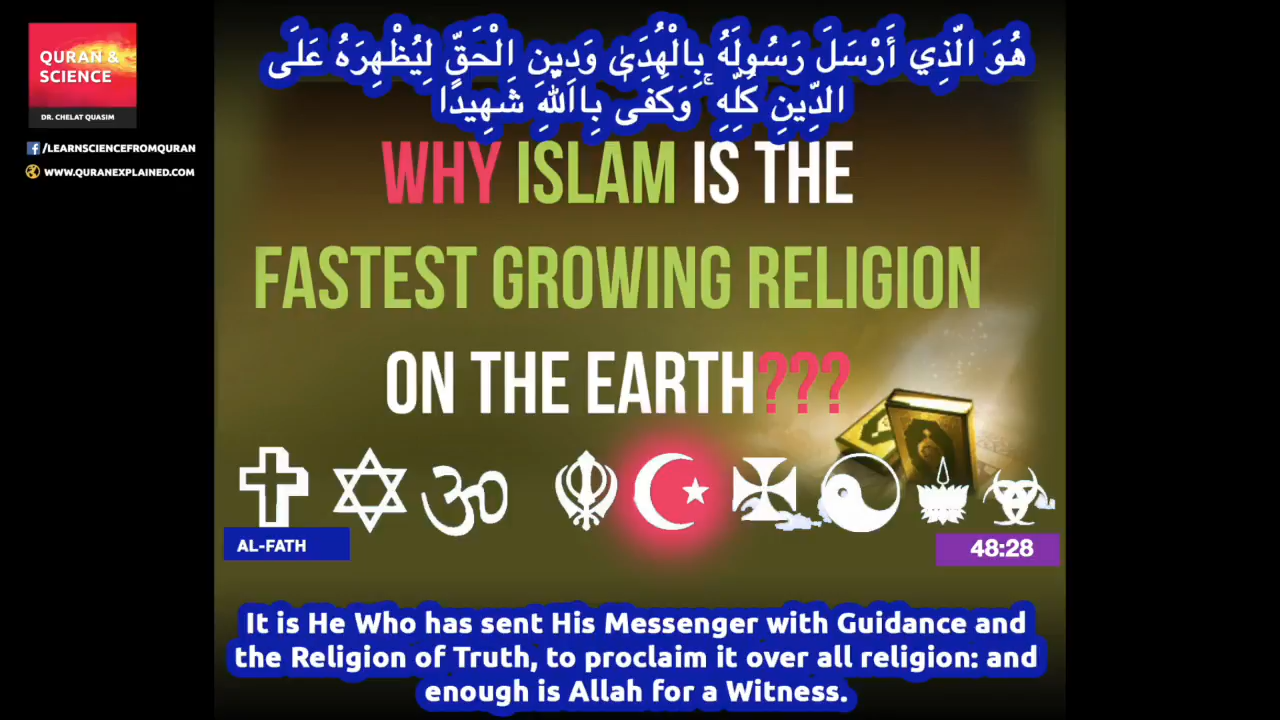 QURAN &
SCIENCE
DR. CHELAT QUASIM
/LEARNSCIENCEFROMQURAN
WWW.QURANEXPLAINED.COM
هُوَ الَّذِي أَرْسَلَ رَسُولَهُ بِالْهُدَىٰ وَدِينِ الْحَقِّ لِيُظْهِرَهُ عَلَى
الدِّينِ كُلِّهِ ۚ وَكَفَىٰ بِاللَّهِ شَهِيدًا
WHY ISLAM IS THE
FASTEST GROWING RELIGION
ON THE EARTH???
AL-FATH
48:28
It is He Who has sent His Messenger with Guidance and
the Religion of Truth, to proclaim it over all religion: and
enough is Allah for a Witness.